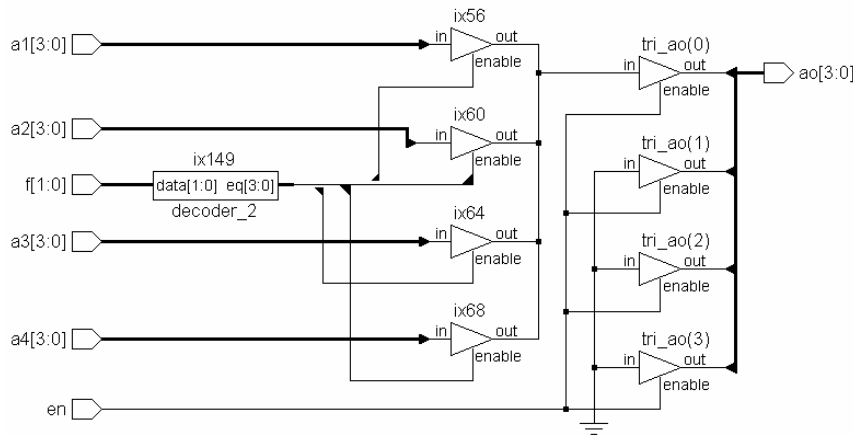 ix56
a1[3:0]
in
out
enable
tri_ao(0)
in
out
enable
ao[3:0]
a2[3:0]
ix60
in
out
enable
ix149
f[1:0]
data[1:0] eq[3:0]
decoder_2
tri_ao(1)
in
out
enable
ix64
a3[3:0]
in
out
enable
tri_ao(2)
in
out
enable
ix68
a4[3:0]
in
out
enable
tri_ao(3)
in
out
enable
en